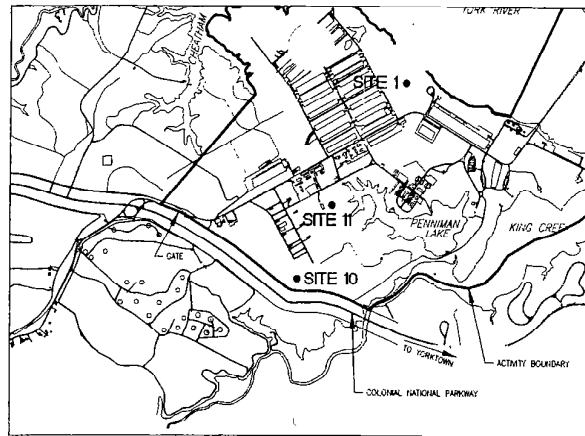 YORK RIVER
SITE 1
SITE 11
PENNIMAN
LAKE
KING CREEK
GATE
SITE 10
TO YORKTOWN
ACTIVITY BOUNDARY
COLONIAL NATIONAL PARKWAY